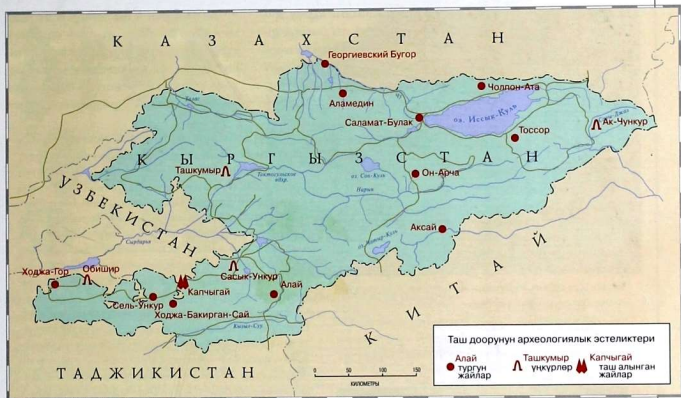 КАЗАХСТАН
Георгиевский Бугор
Аламедин
Чолпон-Ата
Саламат-Булак
оз. Иссык-Куль
Ак-Чункур
Тоссор
КЫРГЫЗСТАН
Ташкумыр
Токтогульское
вдхр.
оз. Сон-Куль
Он-Арча
Нарын
УЗБЕКИСТАН
Аксай
Сырдарья
Ходжа-Гор
Обишир
Сасык-Ункур
Капчыгай
Алай
Сель-Ункур
Ходжа-Бакирган-Сай
Кызыл-Суу
КИТАЙ
ТАДЖИКИСТАН
0 50 100 150
КИЛОМЕТРЫ
Таш доорунун археологиялык эстеликтери
Алай
тургун
жайлар
Ташкумыр
үңкүрлөр
Капчыгай
таш алынган
жайлар